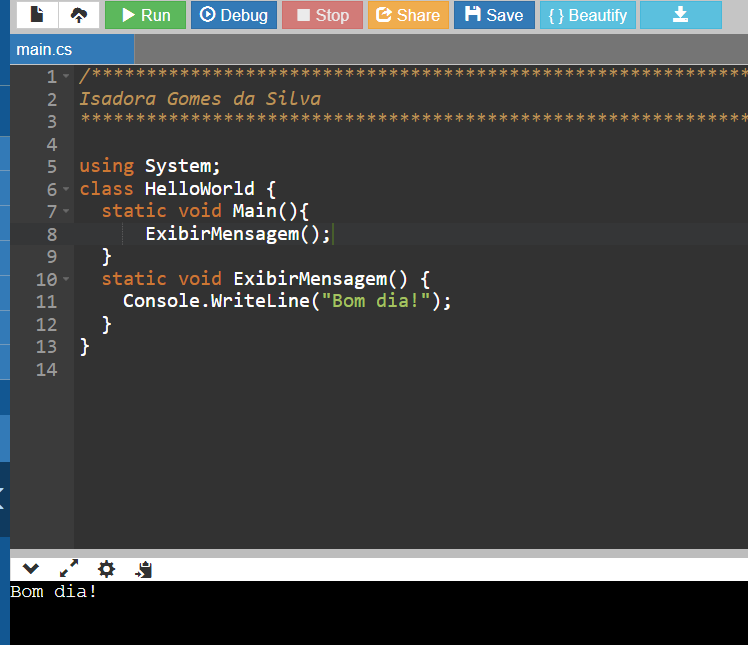 Run Debug Stop Share Save { } Beautify
main.cs
1 /*************************************************************
2 Isadora Gomes da Silva
3 *************************************************************
4
5 using System;
6 class HelloWorld {
7 static void Main(){
8 ExibirMensagem();
9 }
10 static void ExibirMensagem() {
11 Console.WriteLine("Bom dia!");
12 }
13 }
14
Bom dia!